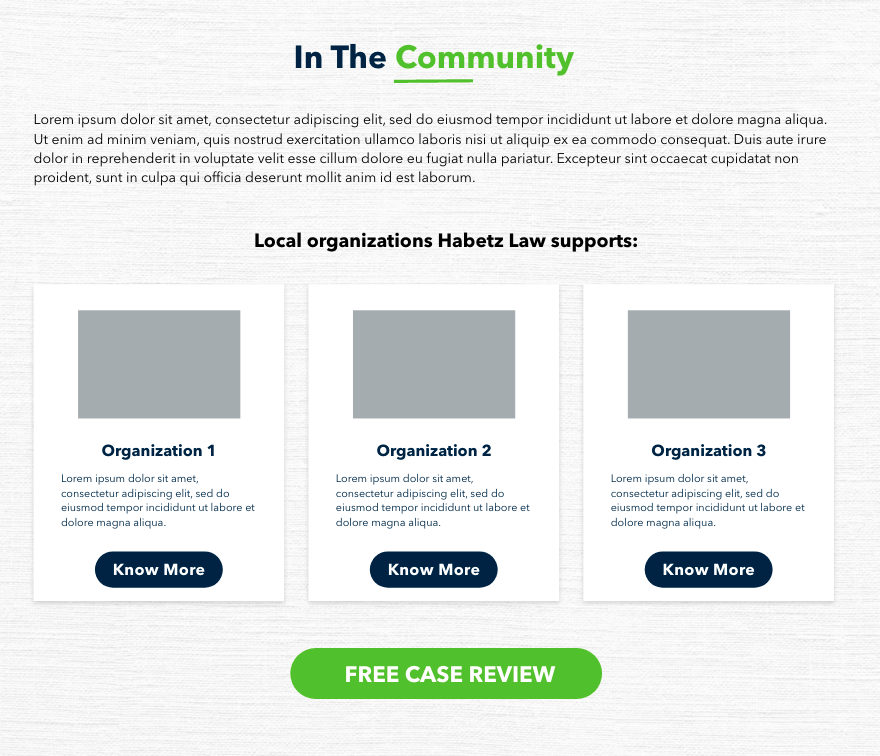 In The Community
Lorem ipsum dolor sit amet, consectetur adipiscing elit, sed do eiusmod tempor incididunt ut labore et dolore magna aliqua.
Ut enim ad minim veniam, quis nostrud exercitation ullamco laboris nisi ut aliquip ex ea commodo consequat. Duis aute irure
dolor in reprehenderit in voluptate velit esse cillum dolore eu fugiat nulla pariatur. Excepteur sint occaecat cupidatat non
proident, sunt in culpa qui officia deserunt mollit anim id est laborum.
Local organizations Habetz Law supports:
Organization 1
Lorem ipsum dolor sit amet,
consectetur adipiscing elit, sed do
eiusmod tempor incididunt ut labore et
dolore magna aliqua.
Know More
Organization 2
Lorem ipsum dolor sit amet,
consectetur adipiscing elit, sed do
eiusmod tempor incididunt ut labore et
dolore magna aliqua.
Know More
Organization 3
Lorem ipsum dolor sit amet,
consectetur adipiscing elit, sed do
eiusmod tempor incididunt ut labore et
dolore magna aliqua.
Know More
FREE CASE REVIEW